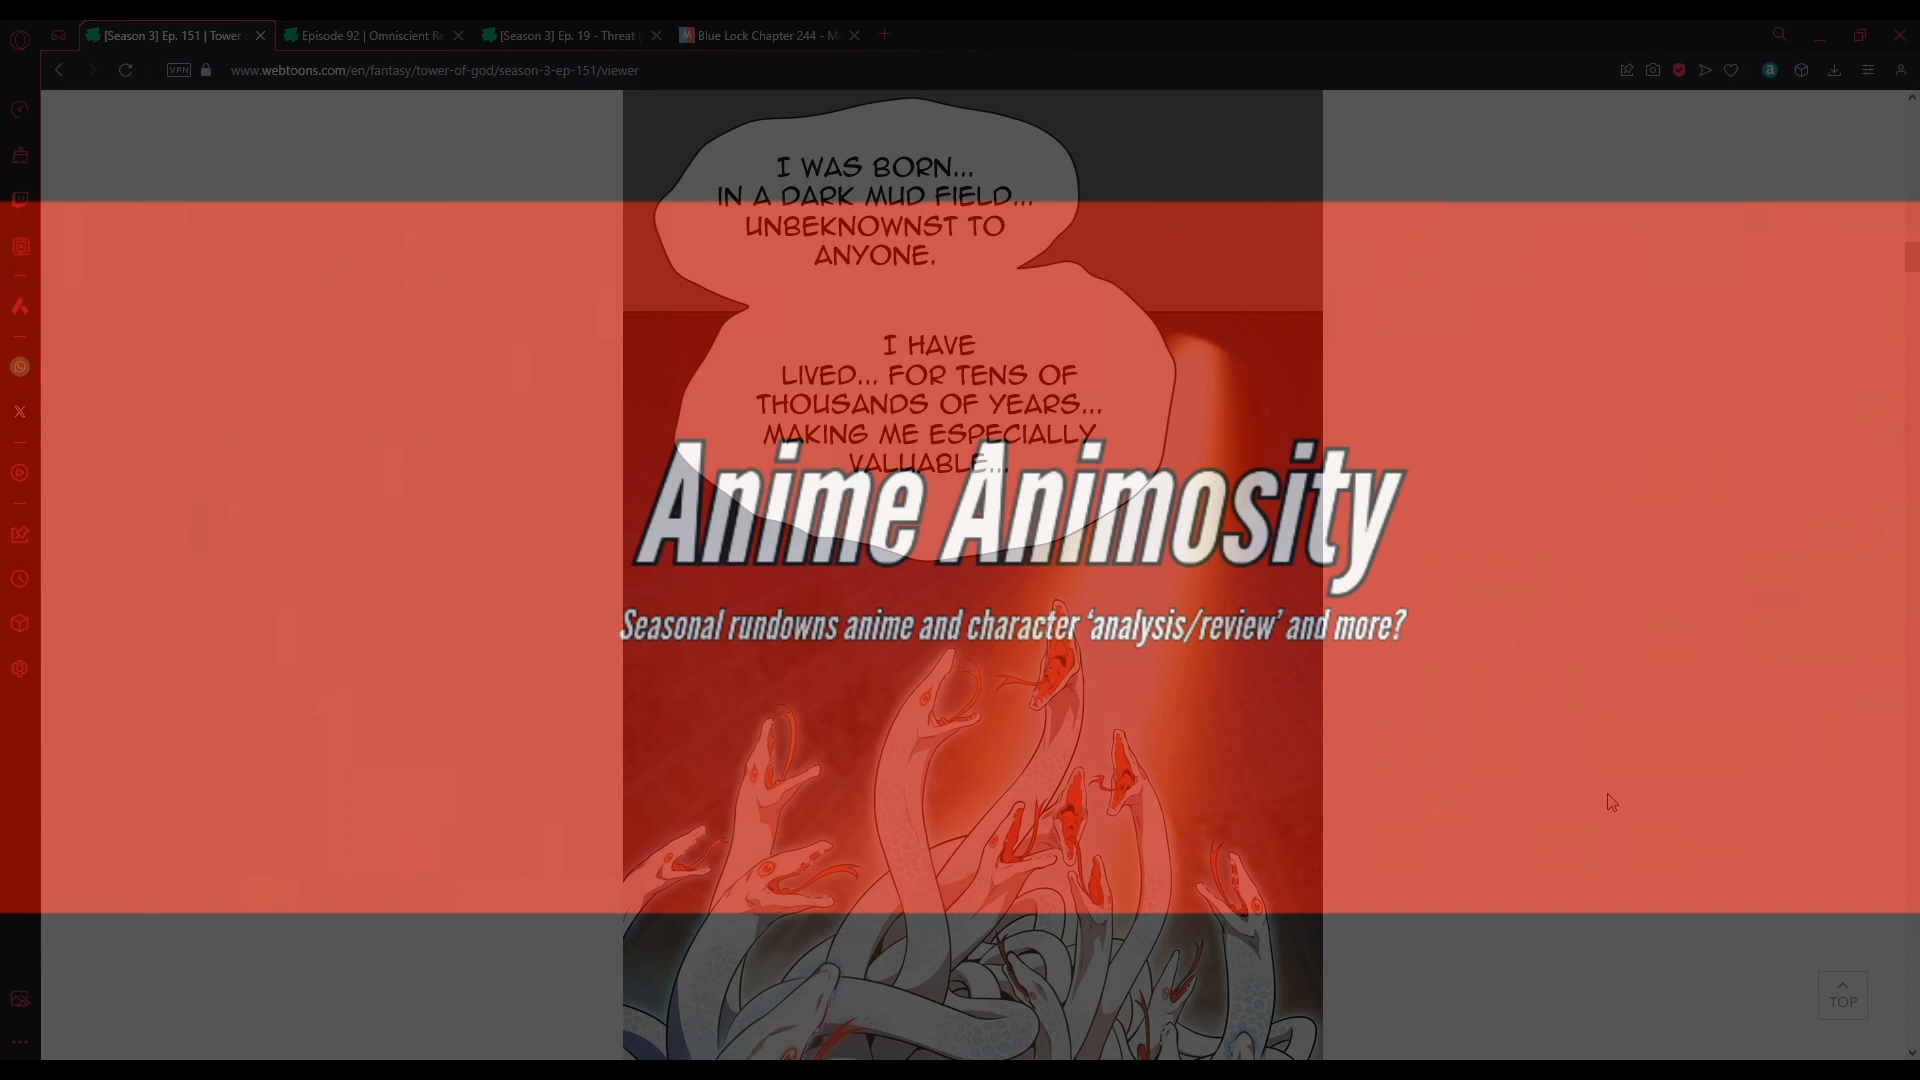 [Season 3] Ep. 151 | Tower
Episode 92 | Omniscient Re
[Season 3] Ep. 19 - Threat
Blue Lock Chapter 244 - M
VPN
www.webtoons.com/en/fantasy/tower-of-god/season-3-ep-151/viewer
I WAS BORN...
IN A DARK MUD FIELD...
UNBEKNOWNST TO
ANYONE.
I HAVE
LIVED... FOR TENS OF
THOUSANDS OF YEARS...
MAKING ME ESPECIALLY
VALUABLE...
Anime Animosity
Seasonal rundowns anime and character ‘analysis/review’ and more?
TOP